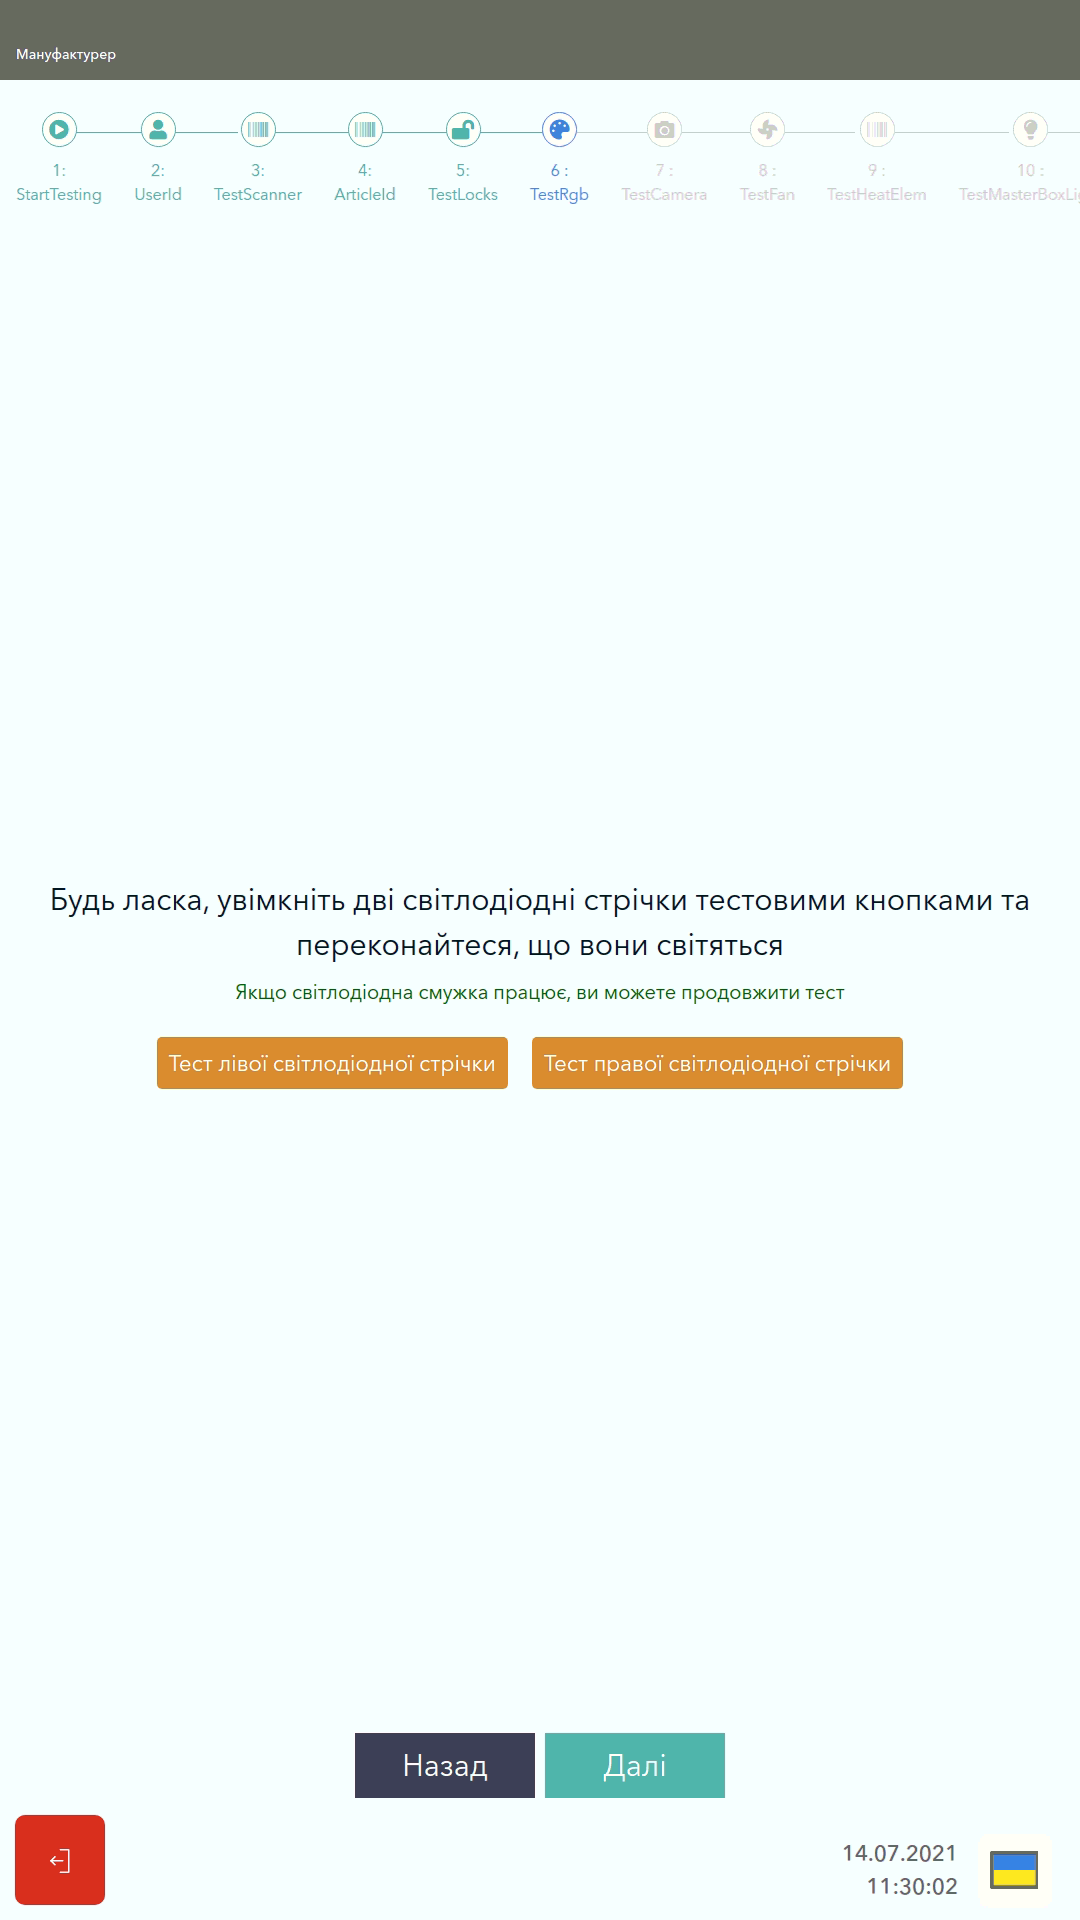 Мануфактурер
1: 2: 3: 4: 5: 6 : 7 : 8 : 9 : 10 :
StartTesting UserId TestScanner ArticleId TestLocks TestRgb TestCamera TestFan TestHeatElem
Будь ласка, увімкніть дві світлодіодні стрічки тестовими кнопками та
переконайтеся, що вони світяться
Якщо світлодіодна смужка працює, ви можете продовжити тест
Тест лівої світлодіодної стрічки Тест правої світлодіодної стрічки
Назад Далі
14.07.2021
11:30:02